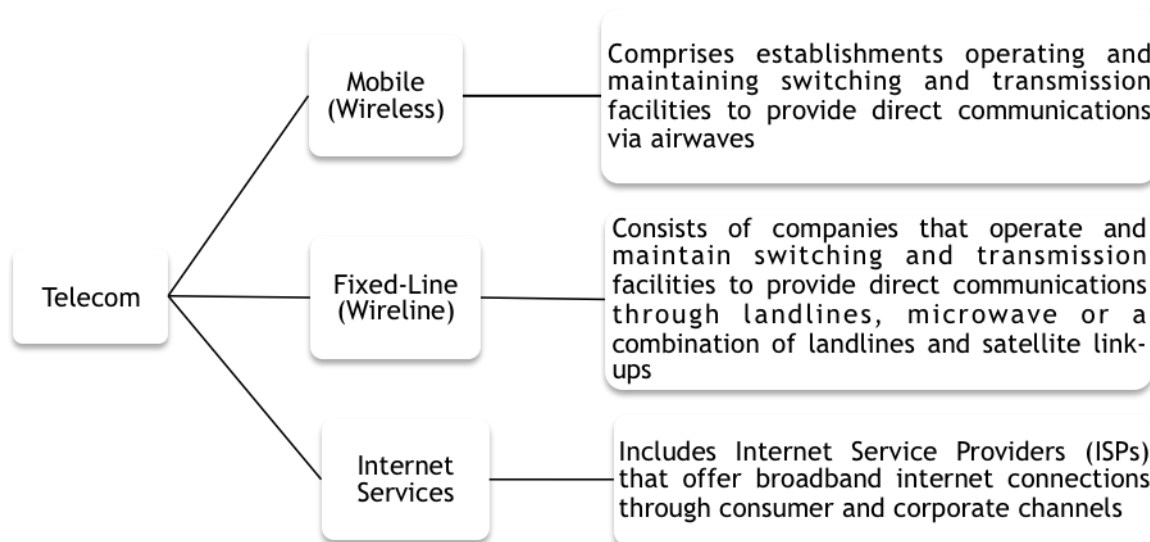 Mobile
(Wireless)
Comprises establishments operating and
maintaining switching and transmission
facilities to provide direct communications
via airwaves
Telecom
Fixed-Line
(Wireline)
Consists of companies that operate and
maintain switching and transmission
facilities to provide direct communications
through landlines, microwave or a
combination of landlines and satellite link-
ups
Internet
Services
Includes Internet Service Providers (ISPs)
that offer broadband internet connections
through consumer and corporate channels